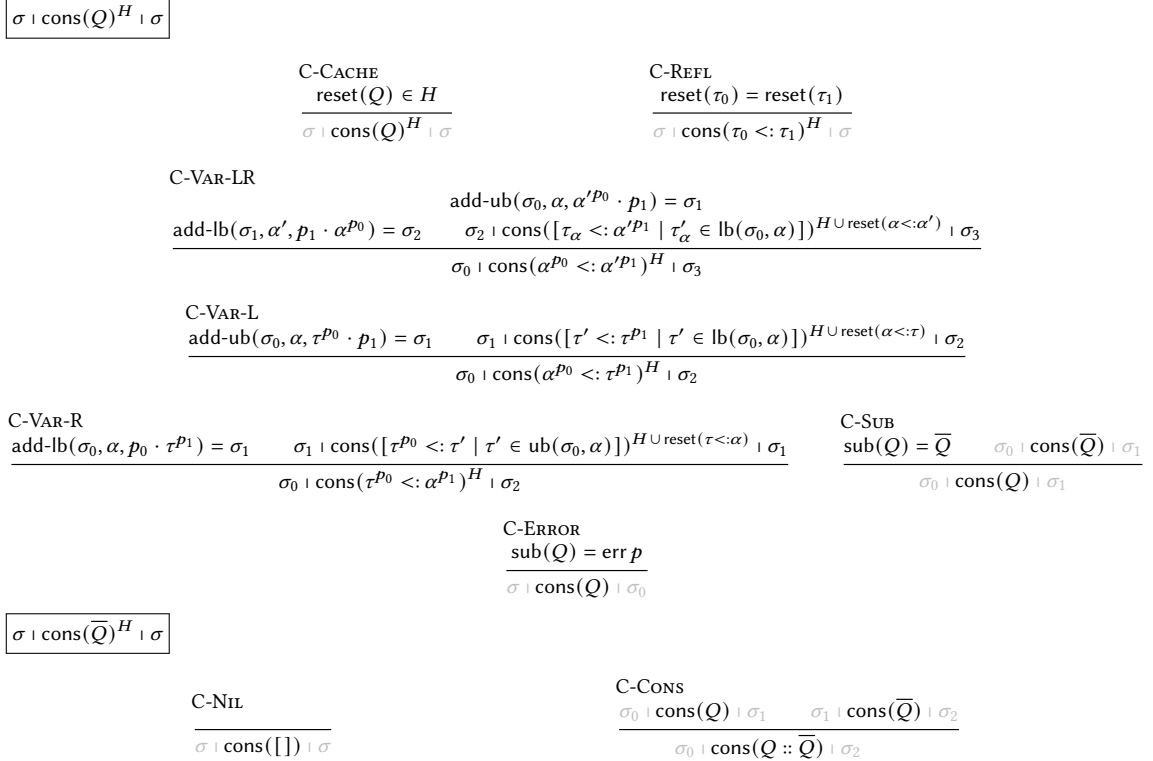 σ ı cons(Q)^H ı σ
C-Cache
reset(Q) ∈ H
σ ı cons(Q)^H ı σ
C-Refl
reset(τ₀) = reset(τ₁)
σ ı cons(τ₀ <: τ₁)^H ı σ
C-Var-LR
add-ub(σ₀, α, α′^{p₀} · p₁) = σ₁
add-lb(σ₁, α′, p₁ · α^{p₀}) = σ₂ σ₂ ı cons([τ_α <: α′^{p₁} | τ′_α ∈ lb(σ₀, α)])^{H ∪ reset(α<:α′)} ı σ₃
σ₀ ı cons(α^{p₀} <: α′^{p₁})^H ı σ₃
C-Var-L
add-ub(σ₀, α, τ^{p₀} · p₁) = σ₁ σ₁ ı cons([τ′ <: τ^{p₁} | τ′ ∈ lb(σ₀, α)])^{H ∪ reset(α<:τ)} ı σ₂
σ₀ ı cons(α^{p₀} <: τ^{p₁})^H ı σ₂
C-Var-R
add-lb(σ₀, α, p₀ · τ^{p₁}) = σ₁ σ₁ ı cons([τ^{p₀} <: τ′ | τ′ ∈ ub(σ₀, α)])^{H ∪ reset(τ<:α)} ı σ₁
σ₀ ı cons(τ^{p₀} <: α^{p₁})^H ı σ₂
C-Sub
sub(Q) = Q̅ σ₀ ı cons(Q̅) ı σ₁
σ₀ ı cons(Q) ı σ₁
C-Error
sub(Q) = err p
σ ı cons(Q) ı σ₀
σ ı cons(Q̅)^H ı σ
C-Nil
σ ı cons([]) ı σ
C-Cons
σ₀ ı cons(Q) ı σ₁ σ₁ ı cons(Q̅) ı σ₂
σ₀ ı cons(Q :: Q̅) ı σ₂